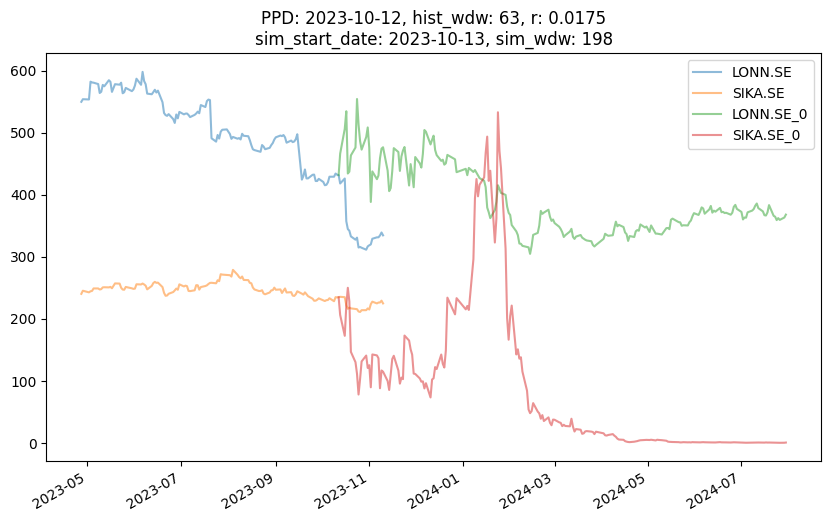 PPD: 2023-10-12, hist_wdw: 63, r: 0.0175
sim_start_date: 2023-10-13, sim_wdw: 198
LONN.SE
SIKA.SE
LONN.SE_0
SIKA.SE_0
600
500
400
300
200
100
0
2023-05
2023-07
2023-09
2023-11
2024-01
2024-03
2024-05
2024-07